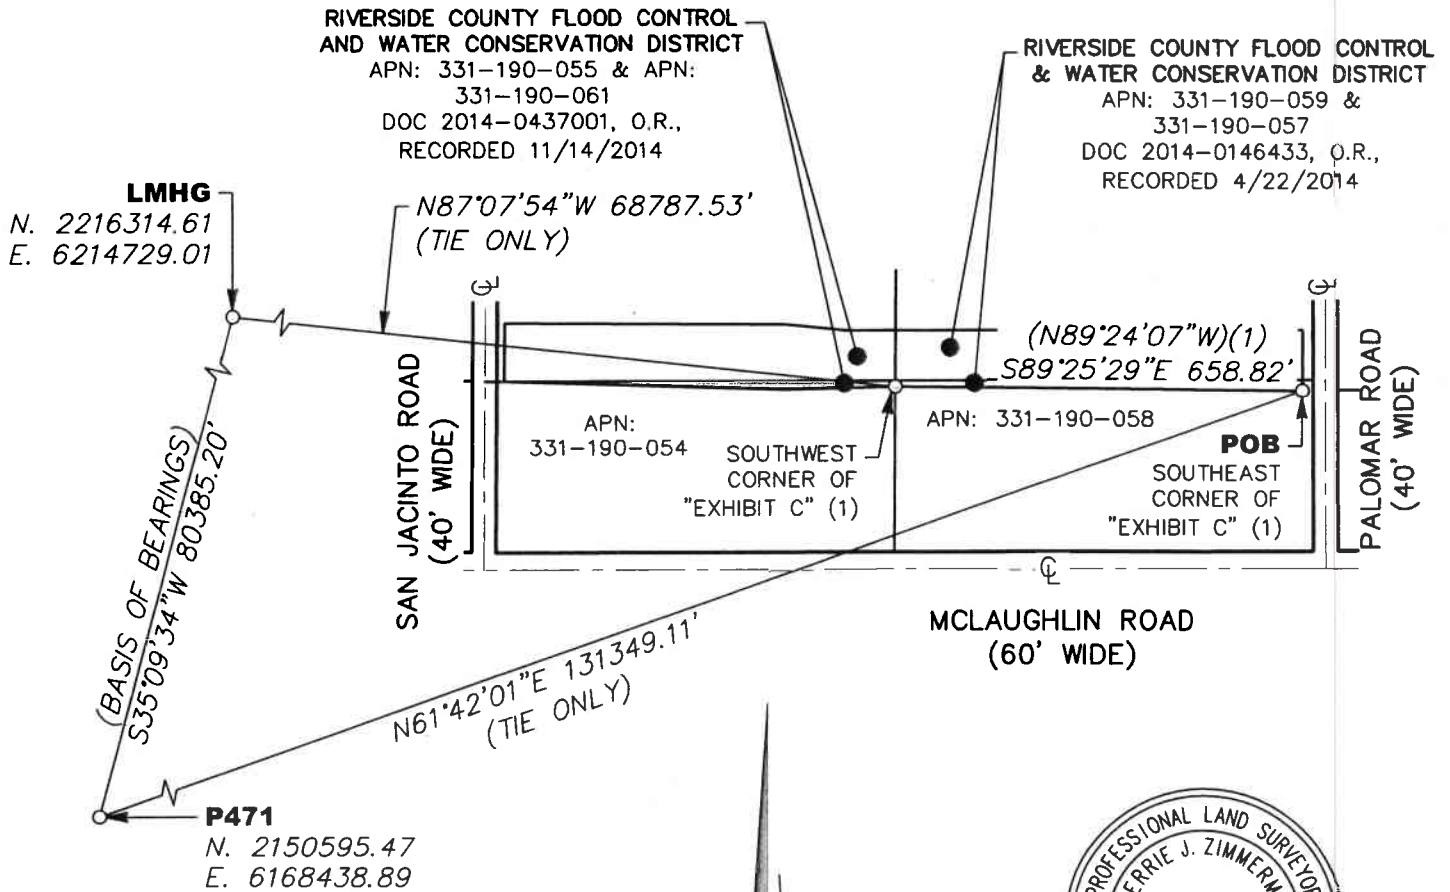 RIVERSIDE COUNTY FLOOD CONTROL
AND WATER CONSERVATION DISTRICT
APN: 331-190-055 & APN:
331-190-061
DOC 2014-0437001, O.R.,
RECORDED 11/14/2014
RIVERSIDE COUNTY FLOOD CONTROL
& WATER CONSERVATION DISTRICT
APN: 331-190-059 &
331-190-057
DOC 2014-0146433, O.R.,
RECORDED 4/22/2014
LMHG
N. 2216314.61
E. 6214729.01
N87°07'54"W 68787.53'
(TIE ONLY)
℄
℄
(N89°24'07"W)(1)
S89°25'29"E 658.82'
SAN JACINTO ROAD
(40' WIDE)
APN:
331-190-054
SOUTHWEST
CORNER OF
"EXHIBIT C" (1)
APN: 331-190-058
POB
SOUTHEAST
CORNER OF
"EXHIBIT C" (1)
PALOMAR ROAD
(40' WIDE)
(BASIS OF BEARINGS)
S35°09'34"W 80385.20'
℄
MCLAUGHLIN ROAD
(60' WIDE)
N61°42'01"E 131349.11'
(TIE ONLY)
P471
N. 2150595.47
E. 6168438.89
PROFESSIONAL LAND SURVEYOR